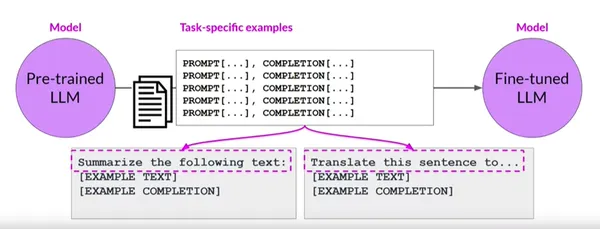 Model
Task-specific examples
Model
Pre-trained
LLM
PROMPT[...], COMPLETION[...]
PROMPT[...], COMPLETION[...]
PROMPT[...], COMPLETION[...]
PROMPT[...], COMPLETION[...]
PROMPT[...], COMPLETION[...]
Fine-tuned
LLM
Summarize the following text:
[EXAMPLE TEXT]
[EXAMPLE COMPLETION]
Translate this sentence to...
[EXAMPLE TEXT]
[EXAMPLE COMPLETION]